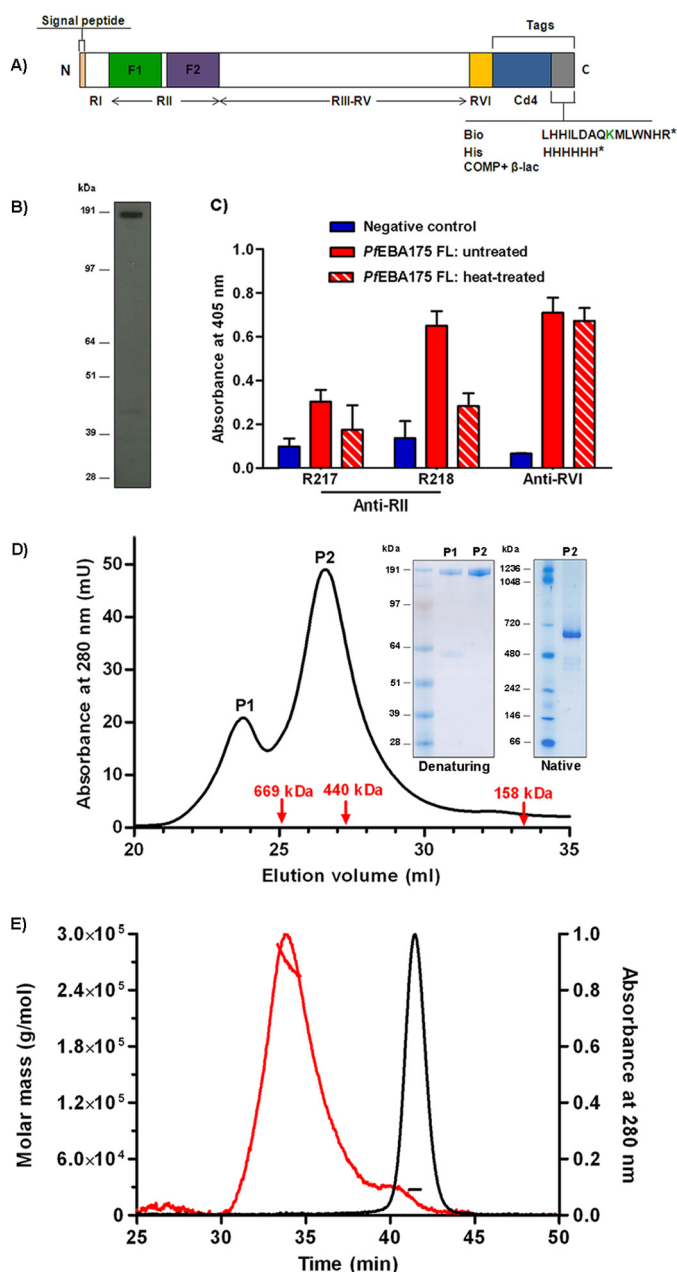 Signal peptide
Tags
A)
N
F1
F2
C
RI
RII
RIII-RV
RVI
Cd4
Bio LHHILDAQKMLWNHR*
His HHHHHH*
COMP+ β-lac
B)
kDa
191
97
64
51
39
28
C)
Negative control
PfEBA175 FL: untreated
PfEBA175 FL: heat-treated
Absorbance at 405 nm
1.0
0.8
0.6
0.4
0.2
0.0
R217
R218
Anti-RVI
Anti-RII
D)
Absorbance at 280 nm (mU)
50
40
30
20
10
0
P1
P2
kDa
P1
P2
191
97
64
51
39
28
Denaturing
kDa
P2
1236
1048
720
480
242
146
66
Native
669 kDa
440 kDa
158 kDa
20
25
30
35
Elution volume (ml)
E)
Molar mass (g/mol)
3.0×10⁵
2.4×10⁵
1.8×10⁵
1.2×10⁵
6.0×10⁴
0
1.0
0.8
0.6
0.4
0.2
0.0
Absorbance at 280 nm
25
30
35
40
45
50
Time (min)